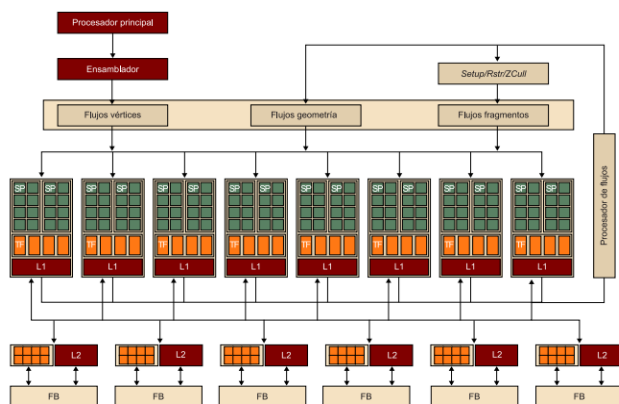 Procesador principal
Ensamblador
Setup/Rstr/ZCull
Flujos vértices
Flujos geometría
Flujos fragmentos
Procesador de flujos
SP SP SP SP SP SP SP SP SP SP SP SP SP SP SP SP
TF TF TF TF TF TF TF TF
L1 L1 L1 L1 L1 L1 L1 L1
L2 L2 L2 L2 L2 L2
FB FB FB FB FB FB